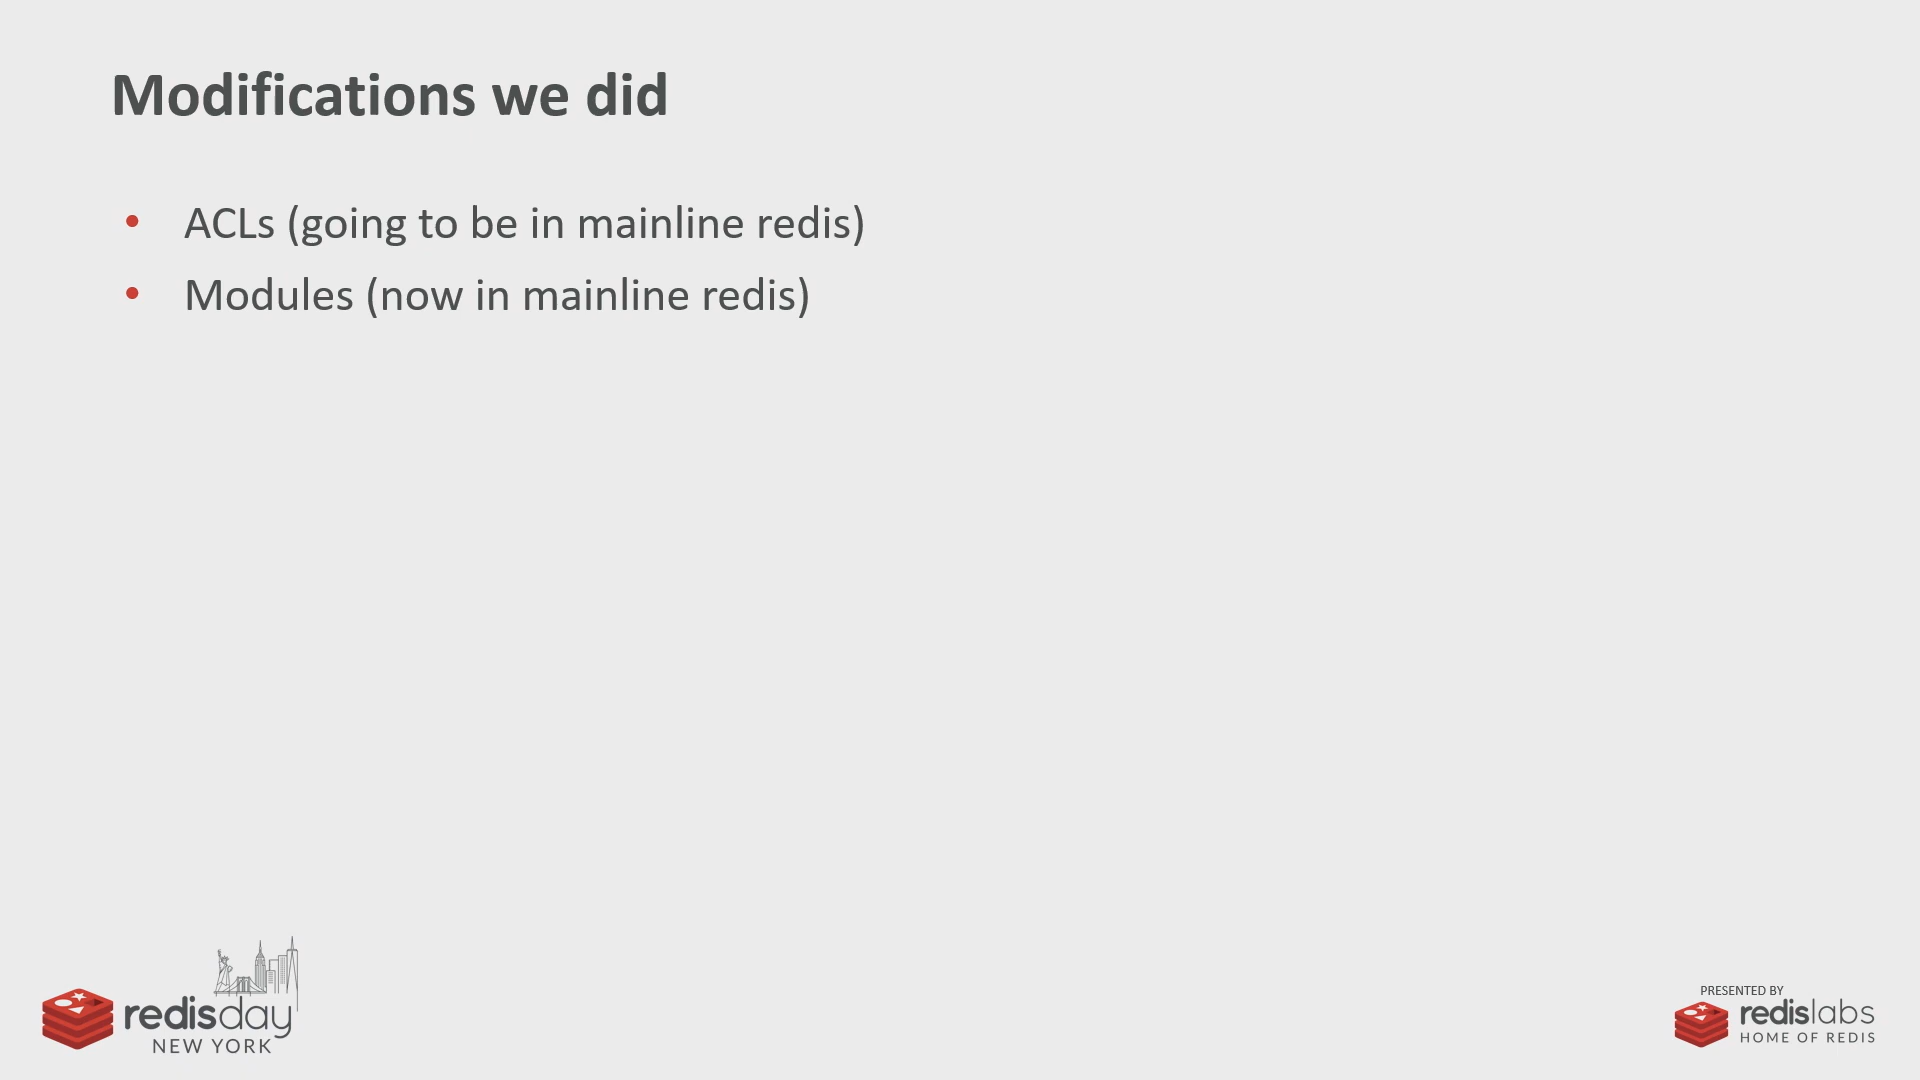 Modifications we did
• ACLs (going to be in mainline redis)
• Modules (now in mainline redis)
redisday
NEW YORK
PRESENTED BY
redislabs
HOME OF REDIS